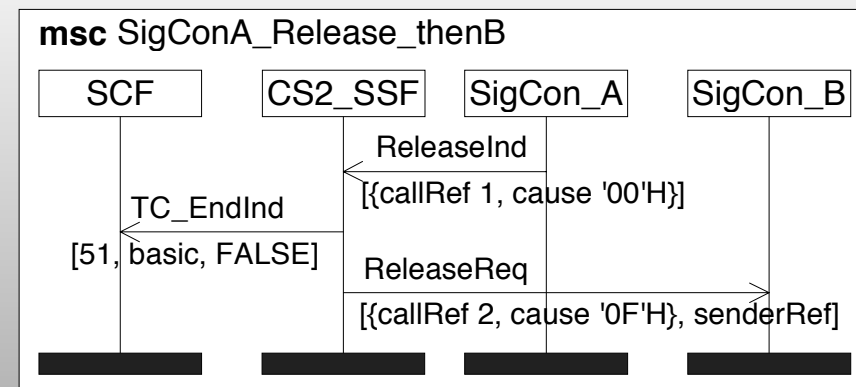 msc SigConA_Release_thenB
SCF CS2_SSF SigCon_A SigCon_B
ReleaseInd
[{callRef 1, cause '00'H}]
TC_EndInd
[51, basic, FALSE]
ReleaseReq
[{callRef 2, cause '0F'H}, senderRef]